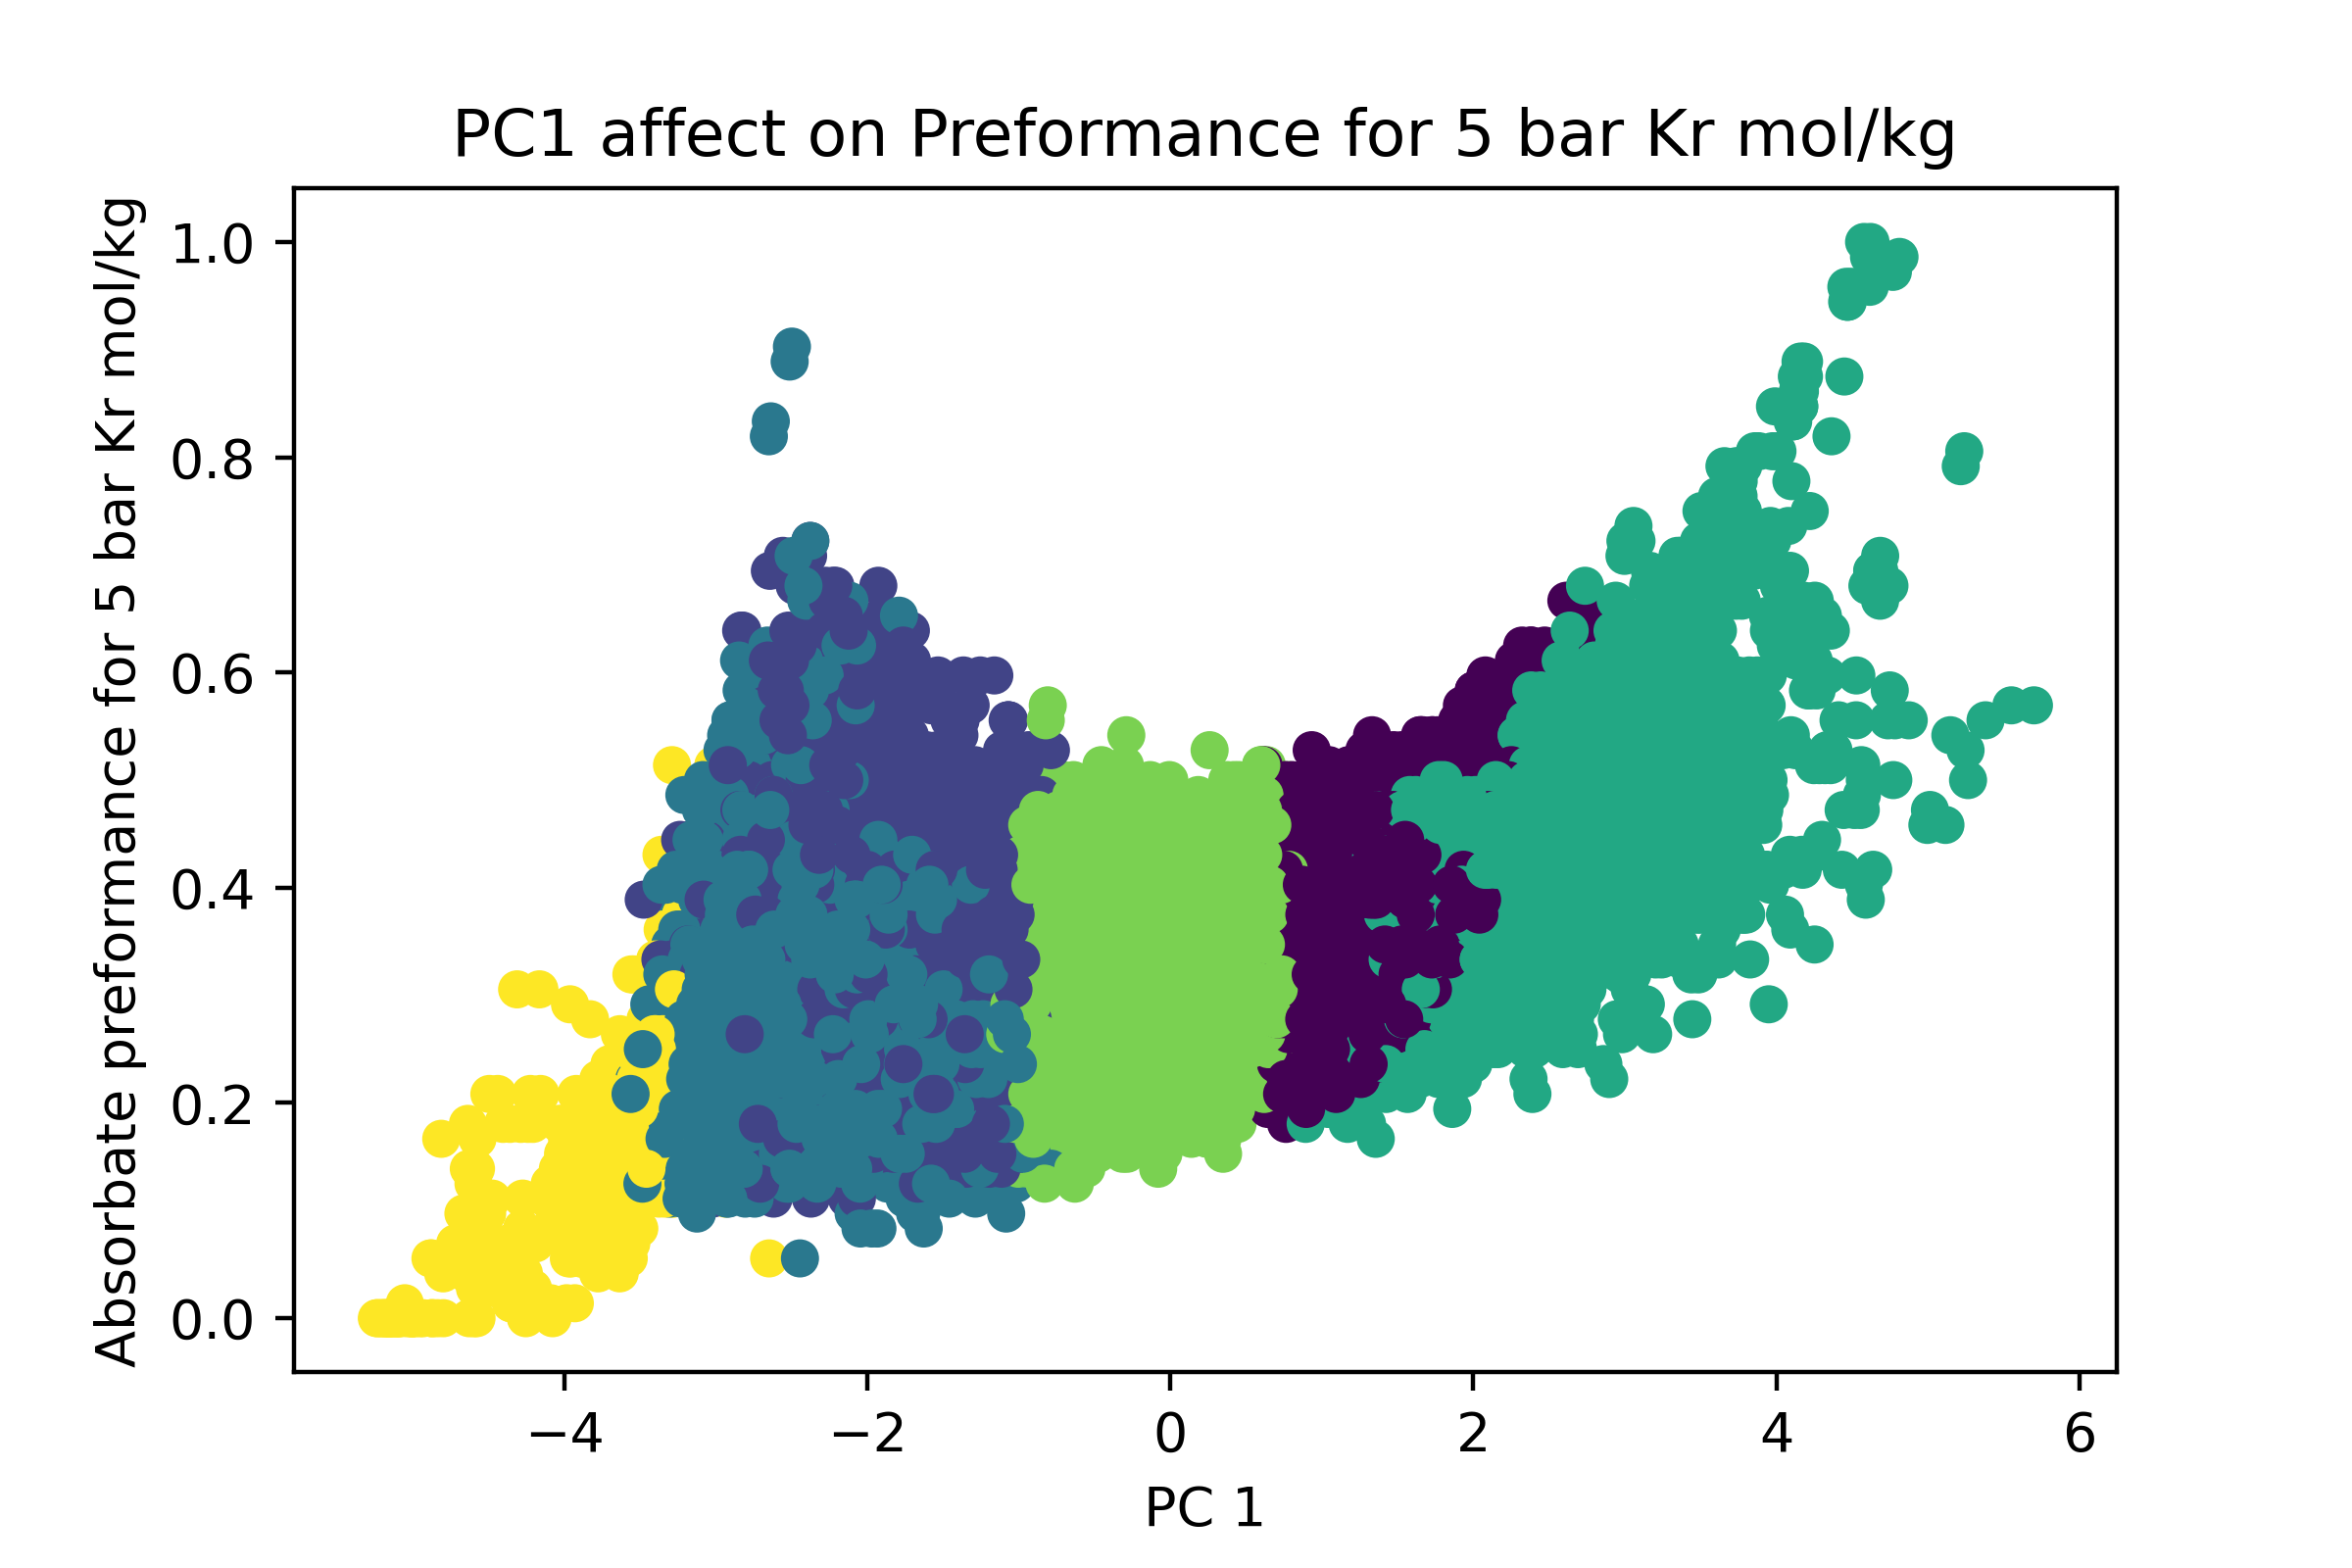 PC1 affect on Preformance for 5 bar Kr mol/kg
Absorbate preformance for 5 bar Kr mol/kg
1.0
0.8
0.6
0.4
0.2
0.0
−4 −2 0 2 4 6
PC 1